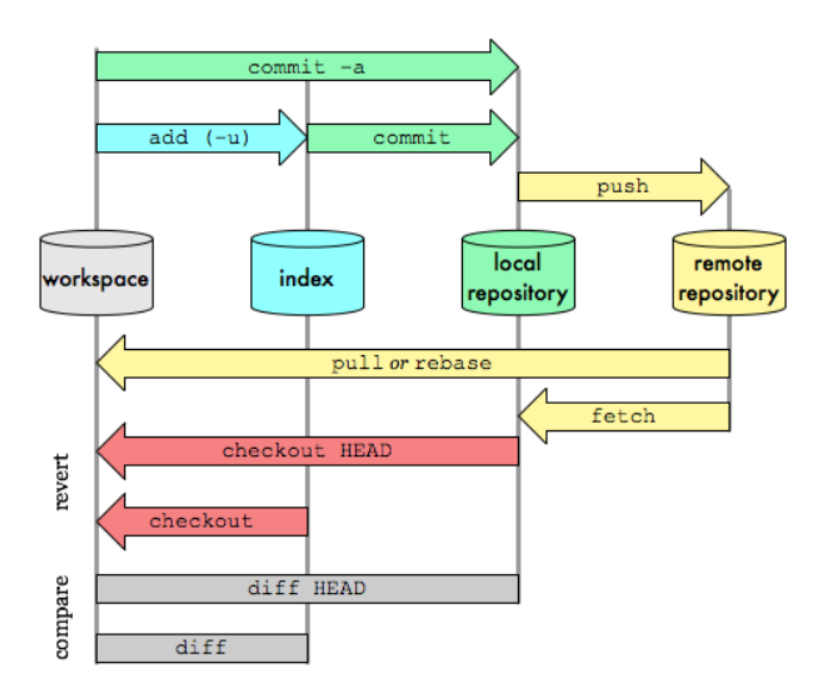 commit -a
add (-u)
commit
push
workspace
index
local
repository
remote
repository
pull or rebase
fetch
revert
checkout HEAD
checkout
compare
diff HEAD
diff